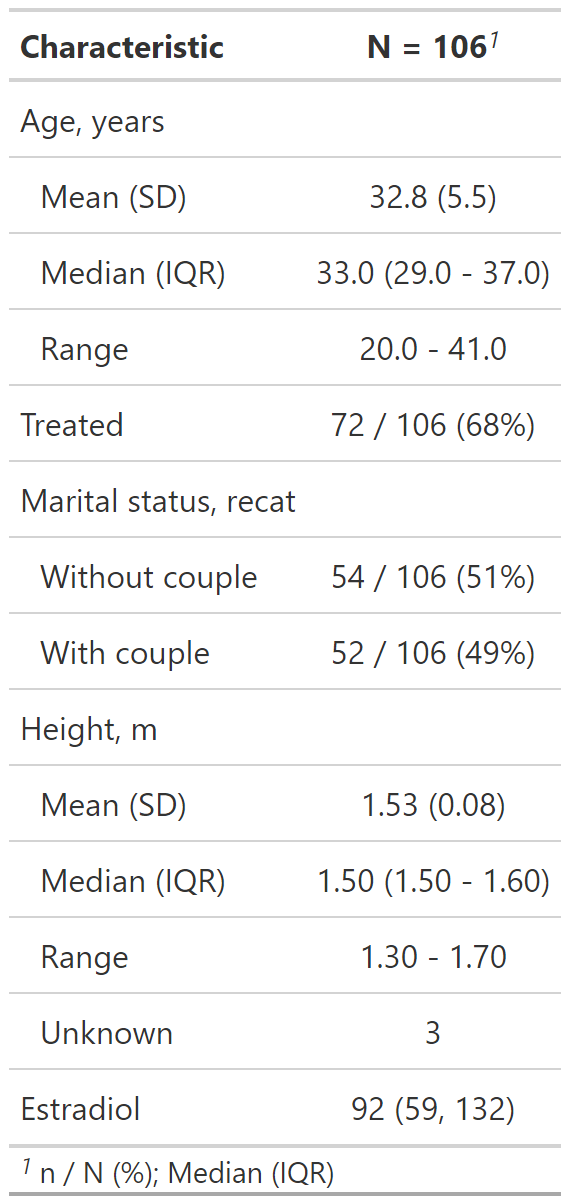 Characteristic N = 106¹
Age, years
Mean (SD) 32.8 (5.5)
Median (IQR) 33.0 (29.0 - 37.0)
Range 20.0 - 41.0
Treated 72 / 106 (68%)
Marital status, recat
Without couple 54 / 106 (51%)
With couple 52 / 106 (49%)
Height, m
Mean (SD) 1.53 (0.08)
Median (IQR) 1.50 (1.50 - 1.60)
Range 1.30 - 1.70
Unknown 3
Estradiol 92 (59, 132)
¹ n / N (%); Median (IQR)